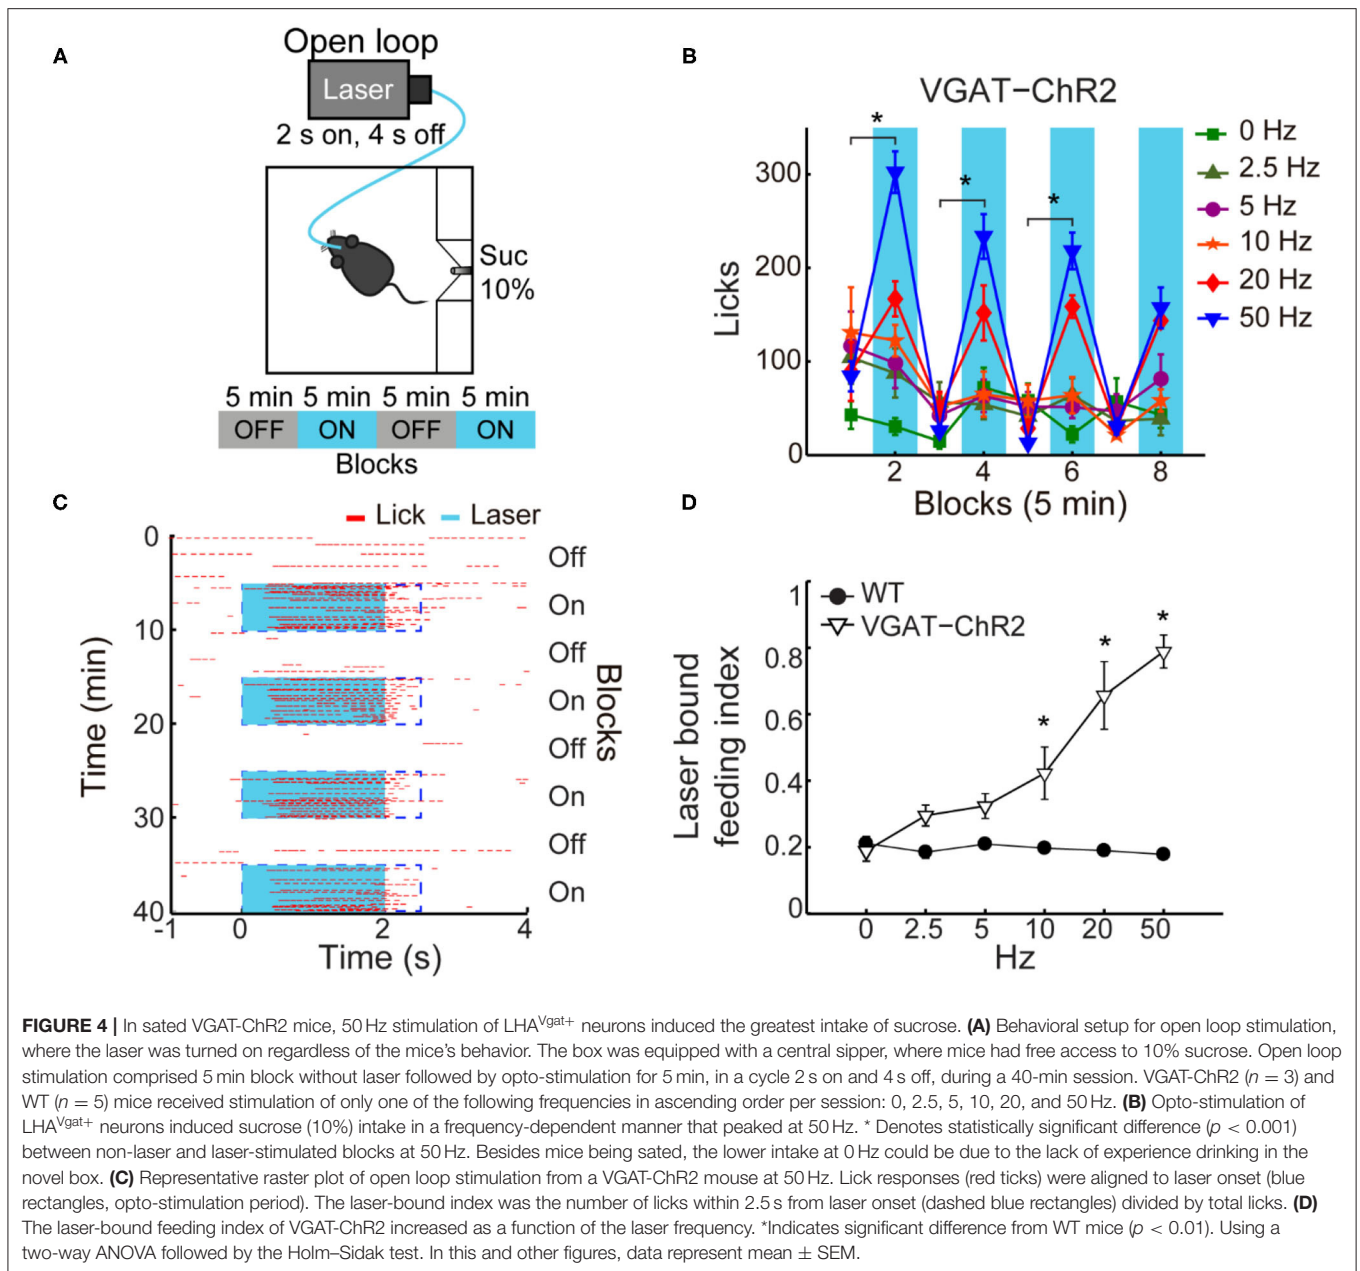 A
Open loop
Laser
2 s on, 4 s off
Suc
10%
5 min 5 min 5 min 5 min
OFF ON OFF ON
Blocks
B
VGAT−ChR2
* * *
300
200
100
0
Licks
2 4 6 8
Blocks (5 min)
0 Hz
2.5 Hz
5 Hz
10 Hz
20 Hz
50 Hz
C
Lick Laser
0
10
20
30
40
Time (min)
Off
On
Off
On
Off
On
Off
On
Blocks
-1 0 2 4
Time (s)
D
WT
VGAT−ChR2
* * *
1
0.8
0.6
0.4
0.2
0
Laser bound
feeding index
0 2.5 5 10 20 50
Hz
FIGURE 4 | In sated VGAT-ChR2 mice, 50 Hz stimulation of LHAVgat+ neurons induced the greatest intake of sucrose. (A) Behavioral setup for open loop stimulation,
where the laser was turned on regardless of the mice's behavior. The box was equipped with a central sipper, where mice had free access to 10% sucrose. Open loop
stimulation comprised 5 min block without laser followed by opto-stimulation for 5 min, in a cycle 2 s on and 4 s off, during a 40-min session. VGAT-ChR2 (n = 3) and
WT (n = 5) mice received stimulation of only one of the following frequencies in ascending order per session: 0, 2.5, 5, 10, 20, and 50 Hz. (B) Opto-stimulation of
LHAVgat+ neurons induced sucrose (10%) intake in a frequency-dependent manner that peaked at 50 Hz. * Denotes statistically significant difference (p < 0.001)
between non-laser and laser-stimulated blocks at 50 Hz. Besides mice being sated, the lower intake at 0 Hz could be due to the lack of experience drinking in the
novel box. (C) Representative raster plot of open loop stimulation from a VGAT-ChR2 mouse at 50 Hz. Lick responses (red ticks) were aligned to laser onset (blue
rectangles, opto-stimulation period). The laser-bound index was the number of licks within 2.5 s from laser onset (dashed blue rectangles) divided by total licks. (D)
The laser-bound feeding index of VGAT-ChR2 increased as a function of the laser frequency. *Indicates significant difference from WT mice (p < 0.01). Using a
two-way ANOVA followed by the Holm–Sidak test. In this and other figures, data represent mean ± SEM.